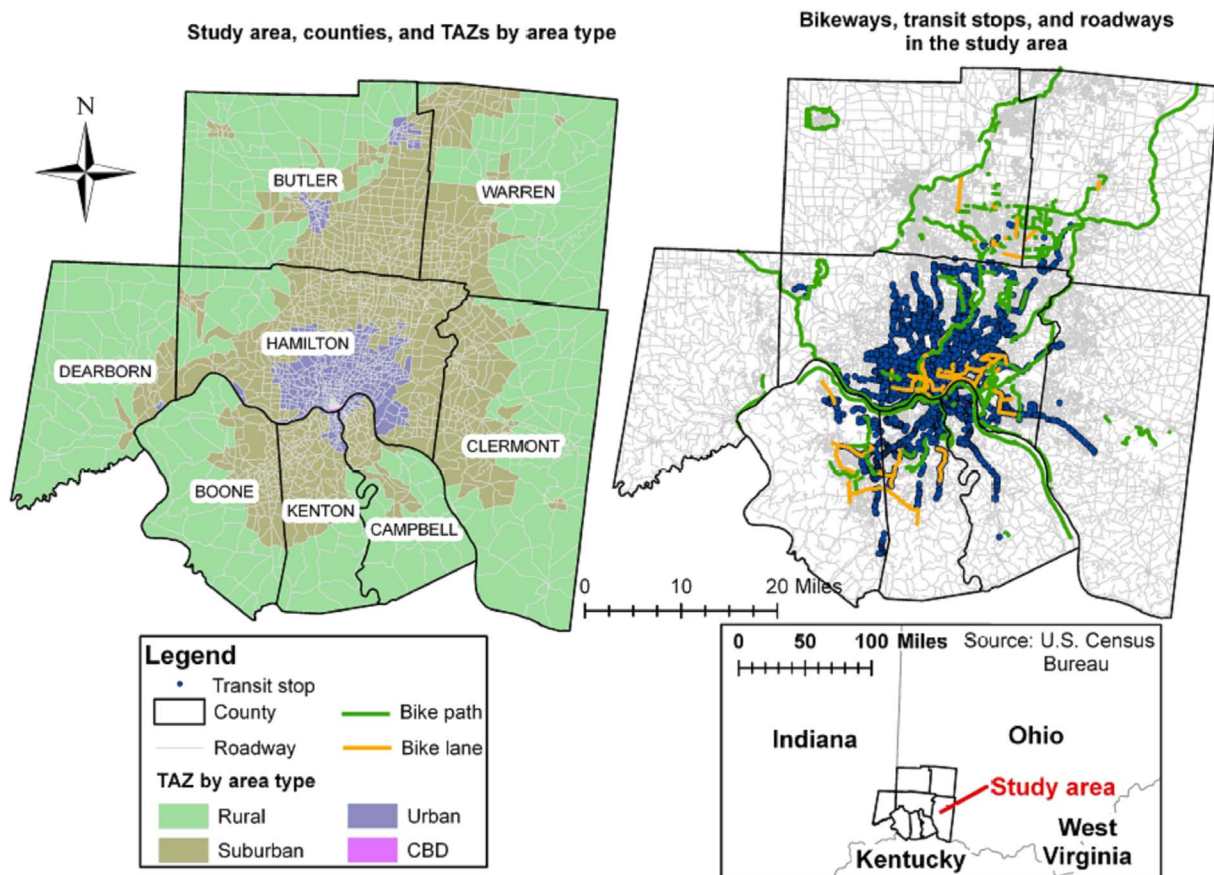 Study area, counties, and TAZs by area type
Bikeways, transit stops, and roadways
in the study area
N
BUTLER
WARREN
HAMILTON
DEARBORN
CLERMONT
BOONE
KENTON
CAMPBELL
0 10 20 Miles
Legend
Transit stop
County
Roadway
Bike path
Bike lane
TAZ by area type
Rural
Suburban
Urban
CBD
0 50 100 Miles
Source: U.S. Census
Bureau
Indiana
Ohio
Study area
West
Virginia
Kentucky